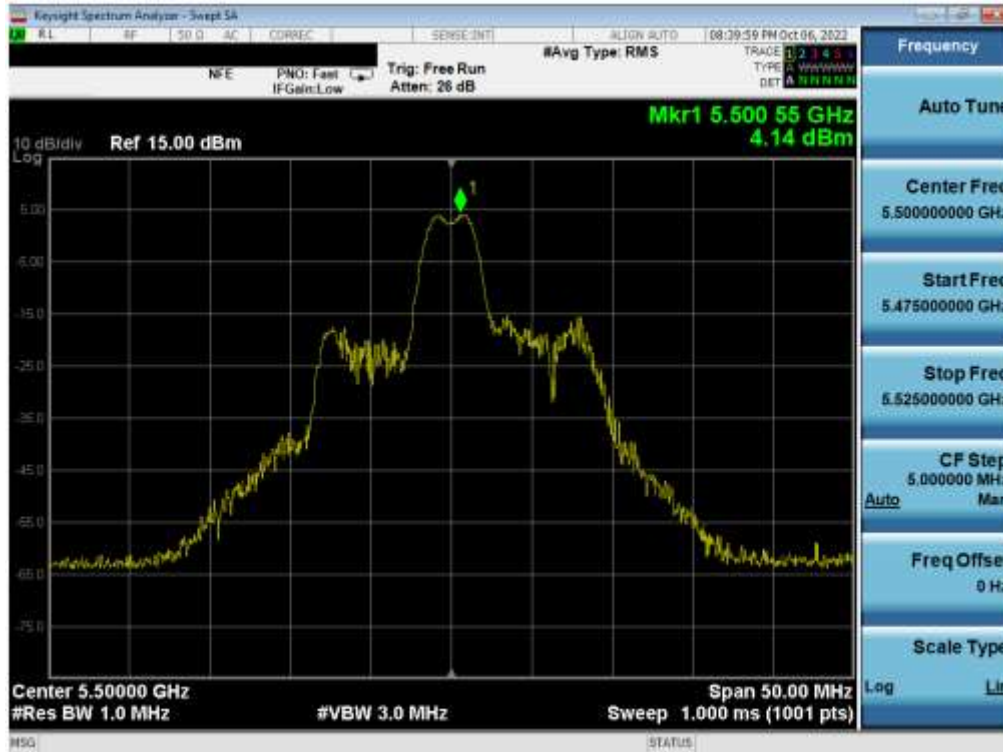 Keysight Spectrum Analyzer - Swept SA
RL RF 50 Ω AC CORREC SENSE:INT ALIGN AUTO 08:39:59 PM Oct 06, 2022
NFE
PNO: Fast
IFGain:Low
Trig: Free Run
Atten: 26 dB
#Avg Type: RMS
TRACE 1 2 3 4 5 6
TYPE A WWWWW
DET A N N N N N
Mkr1 5.500 55 GHz
4.14 dBm
10 dB/div Ref 15.00 dBm
Log
1
5.00
-5.00
-15.0
-25.0
-35.0
-45.0
-55.0
-65.0
-75.0
Center 5.50000 GHz Span 50.00 MHz
#Res BW 1.0 MHz #VBW 3.0 MHz Sweep 1.000 ms (1001 pts)
MSG STATUS
Frequency
Auto Tune
Center Freq
5.500000000 GHz
Start Freq
5.475000000 GHz
Stop Freq
5.525000000 GHz
CF Step
5.000000 MHz
Auto Man
Freq Offset
0 Hz
Scale Type
Log Lin